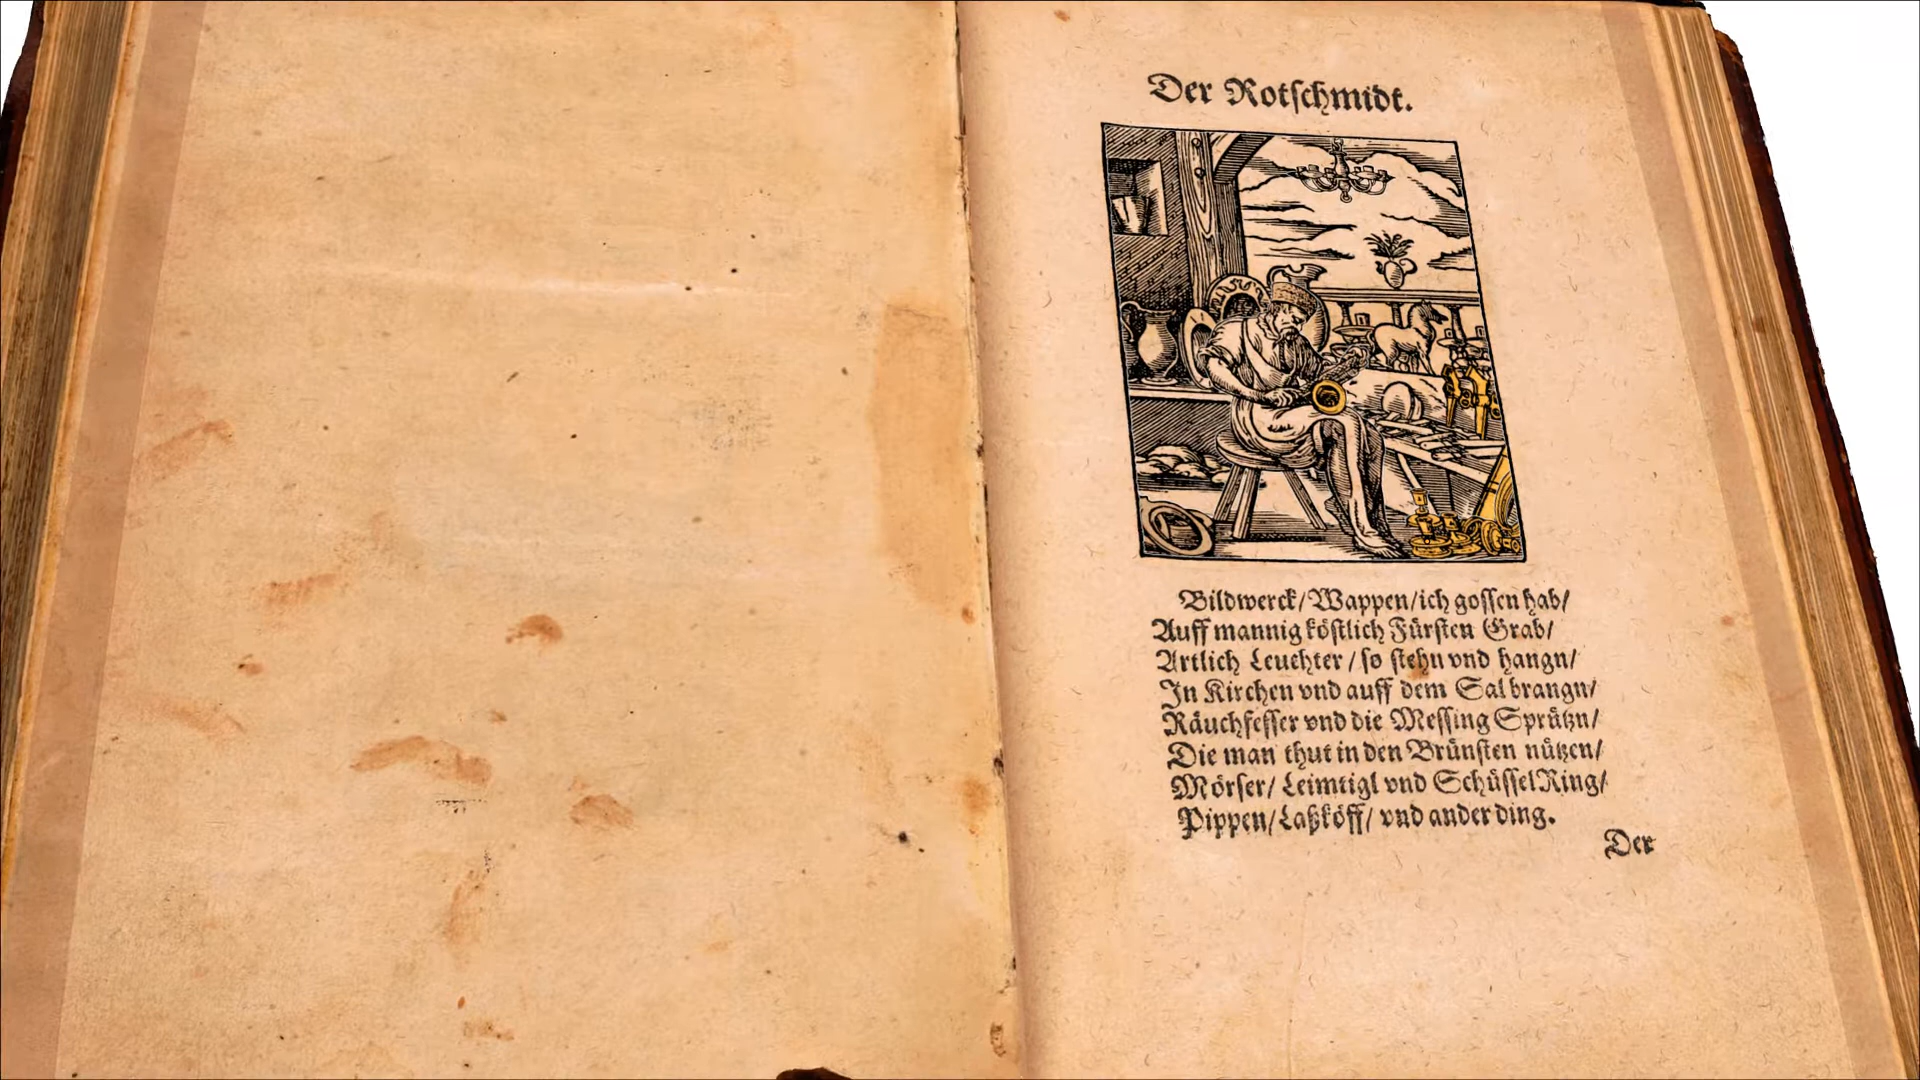 Der Rotſchmidt.
Bildwerck/Wappen/ich goſſen hab/
Auff mannig köſtlich Fürſten Grab/
Artlich Leuchter / ſo ſtehn vnd hangn/
In Kirchen vnd auff dem Sal brangn/
Räuchfeſſer vnd die Meſſing Sprützn/
Die man thut in den Brünſten nützen/
Mörſer/ Leimtigl vnd Schüſſel Ring/
Pippen/ Laßköff/ vnd ander ding.
Der